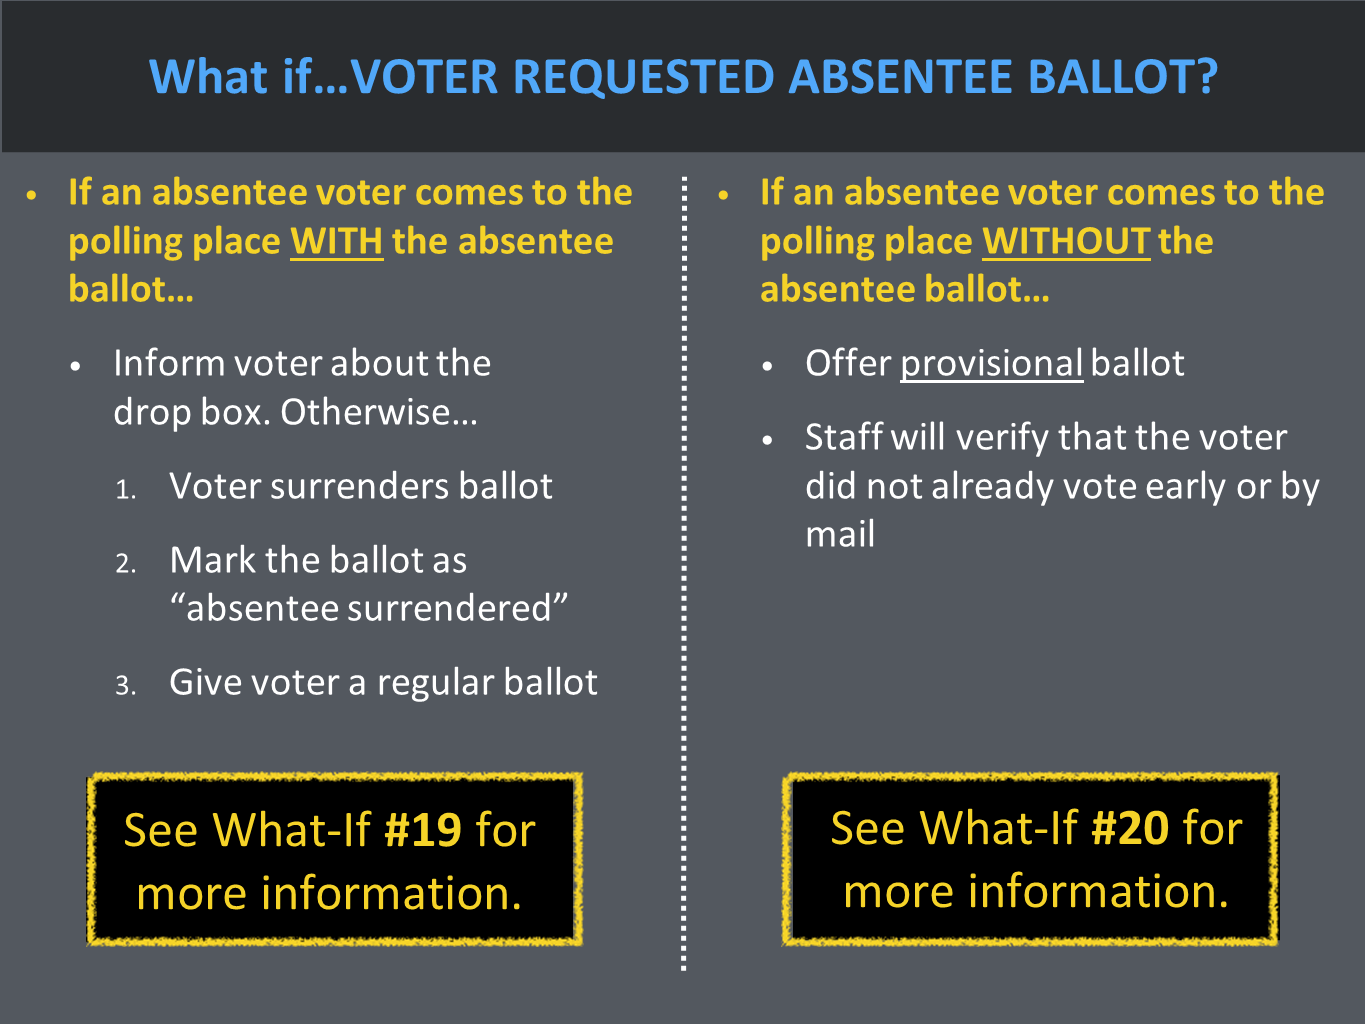 What if…VOTER REQUESTED ABSENTEE BALLOT?
• If an absentee voter comes to the
polling place WITH the absentee
ballot…
• Inform voter about the
drop box. Otherwise…
1. Voter surrenders ballot
2. Mark the ballot as
“absentee surrendered”
3. Give voter a regular ballot
See What-If #19 for
more information.
• If an absentee voter comes to the
polling place WITHOUT the
absentee ballot…
• Offer provisional ballot
• Staff will verify that the voter
did not already vote early or by
mail
See What-If #20 for
more information.